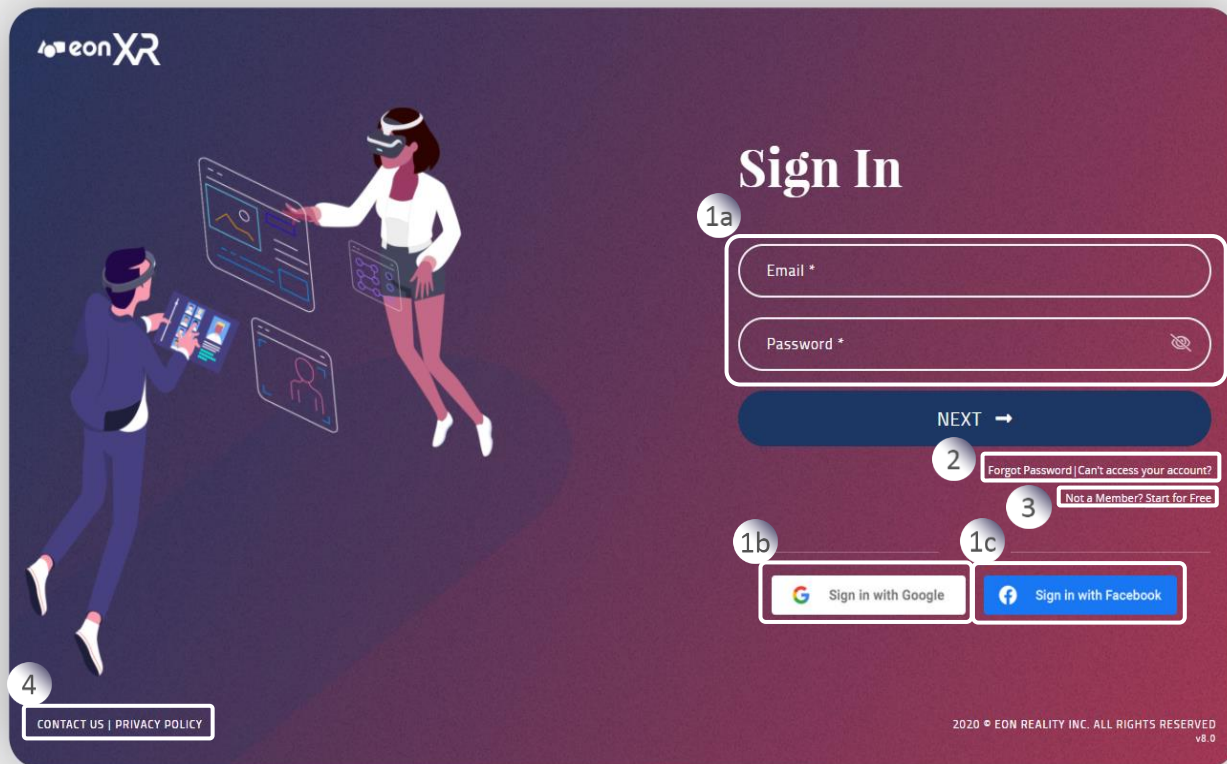 eon XR
Sign In
1a
Email *
Password *
NEXT
2
Forgot Password|Can't access your account?
Not a Member? Start for Free
3
1b
1c
Sign in with Google
Sign in with Facebook
4
CONTACT US | PRIVACY POLICY
2020 © EON REALITY INC. ALL RIGHTS RESERVED
v8.0